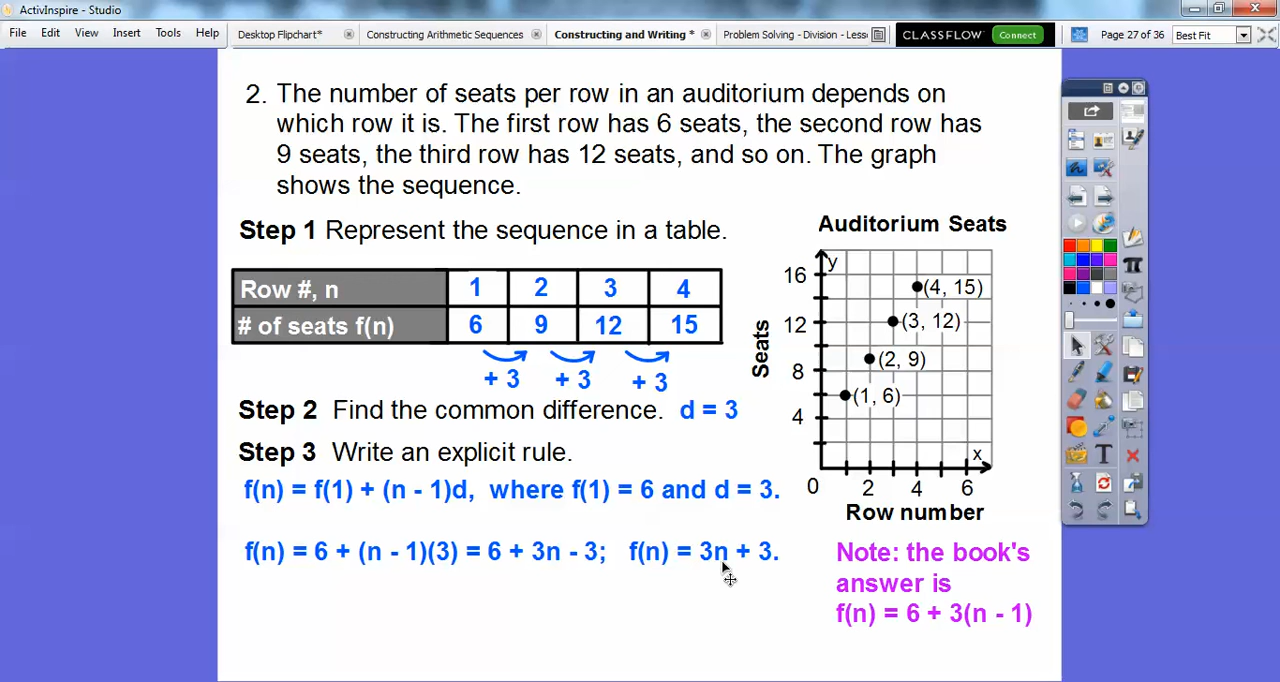 ActivInspire - Studio
File Edit View Insert Tools Help
Desktop Flipchart*
Constructing Arithmetic Sequences
Constructing and Writing *
Problem Solving - Division - Less
CLASSFLOW Connect
Page 27 of 36
Best Fit
2. The number of seats per row in an auditorium depends on
which row it is. The first row has 6 seats, the second row has
9 seats, the third row has 12 seats, and so on. The graph
shows the sequence.
Step 1 Represent the sequence in a table.
Row #, n 1 2 3 4
# of seats f(n) 6 9 12 15
+ 3 + 3 + 3
Step 2 Find the common difference. d = 3
Step 3 Write an explicit rule.
f(n) = f(1) + (n - 1)d, where f(1) = 6 and d = 3.
f(n) = 6 + (n - 1)(3) = 6 + 3n - 3; f(n) = 3n + 3.
Auditorium Seats
y
16
(4, 15)
12
(3, 12)
Seats
8
(2, 9)
(1, 6)
4
x
0 2 4 6
Row number
Note: the book's
answer is
f(n) = 6 + 3(n - 1)